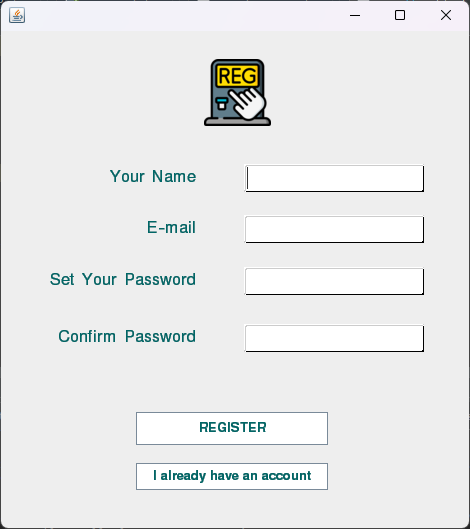 REG
Your Name
E-mail
Set Your Password
Confirm Password
REGISTER
I already have an account